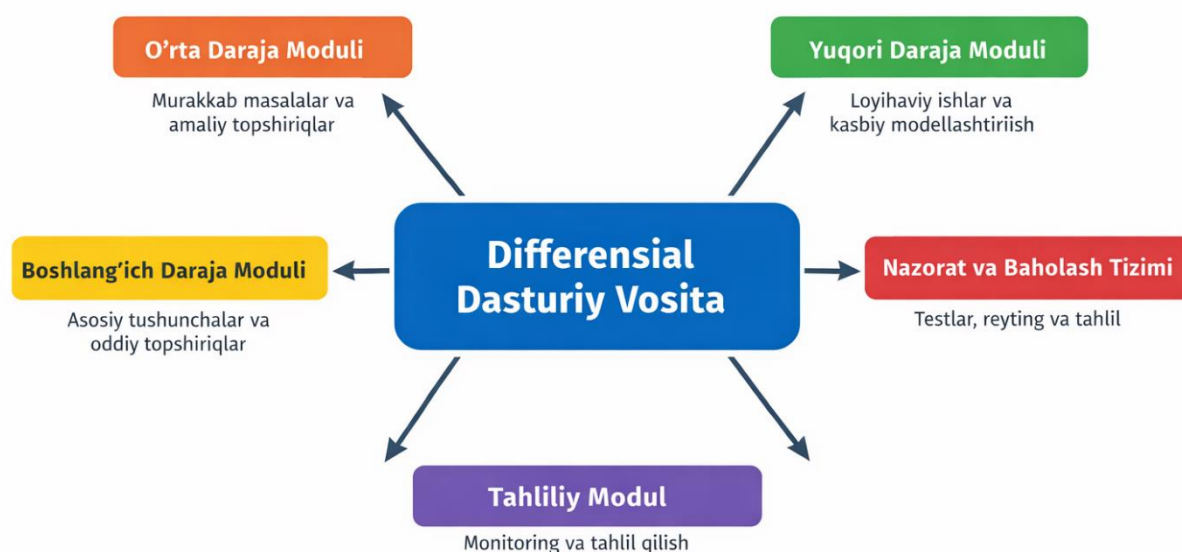 O'rta Daraja Moduli
Murakkab masalalar va
amaliy topshiriqlar
Yuqori Daraja Moduli
Loyihaviy ishlar va
kasbiy modellashtiriish
Differensial
Dasturiy Vosita
Boshlang'ich Daraja Moduli
Asosiy tushunchalar va
oddiy topshiriqlar
Nazorat va Baholash Tizimi
Testlar, reyting va tahlil
Tahliliy Modul
Monitoring va tahlil qilish